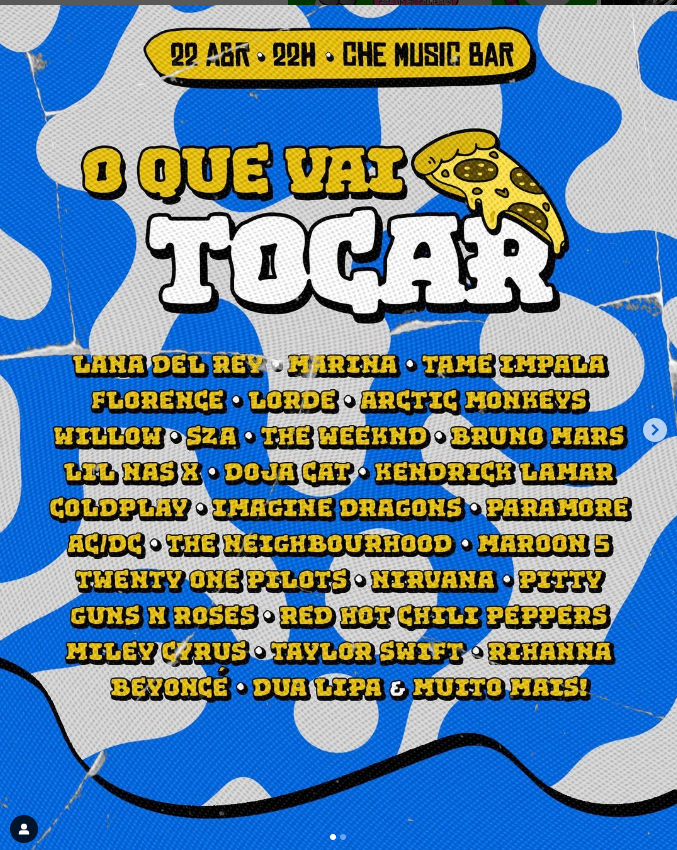 22 ABR • 22H • CHE MUSIC BAR
O QUE VAI
TOCAR
LANA DEL REY • MARINA • TAME IMPALA
FLORENCE • LORDE • ARCTIC MONKEYS
WILLOW • SZA • THE WEEKND • BRUNO MARS
LIL NAS X • DOJA CAT • KENDRICK LAMAR
COLDPLAY • IMAGINE DRAGONS • PARAMORE
AC/DC • THE NEIGHBOURHOOD • MAROON 5
TWENTY ONE PILOTS • NIRVANA • PITTY
GUNS N ROSES • RED HOT CHILI PEPPERS
MILEY CYRUS • TAYLOR SWIFT • RIHANNA
BEYONCÉ • DUA LIPA & MUITO MAIS!